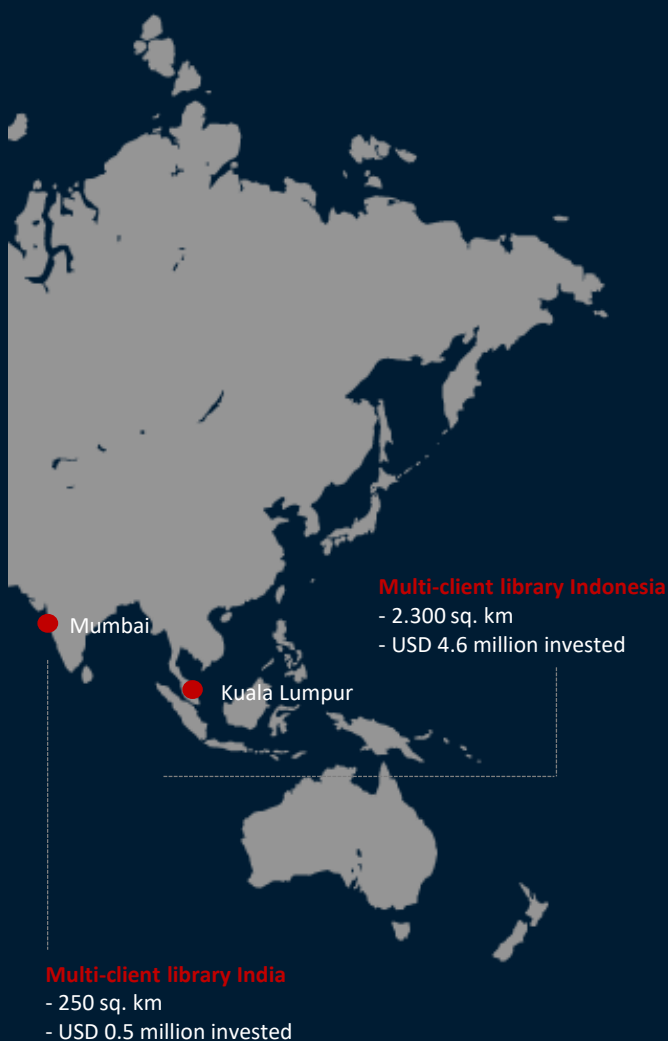 Multi-client library Indonesia
- 2.300 sq. km
- USD 4.6 million invested
Mumbai
Kuala Lumpur
Multi-client library India
- 250 sq. km
- USD 0.5 million invested